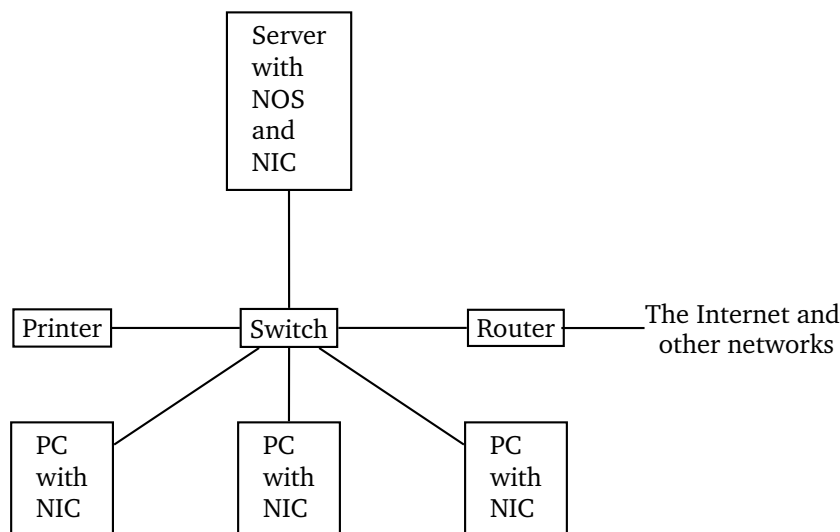 Server
with
NOS
and
NIC
Printer
Switch
Router
The Internet and
other networks
PC
with
NIC
PC
with
NIC
PC
with
NIC